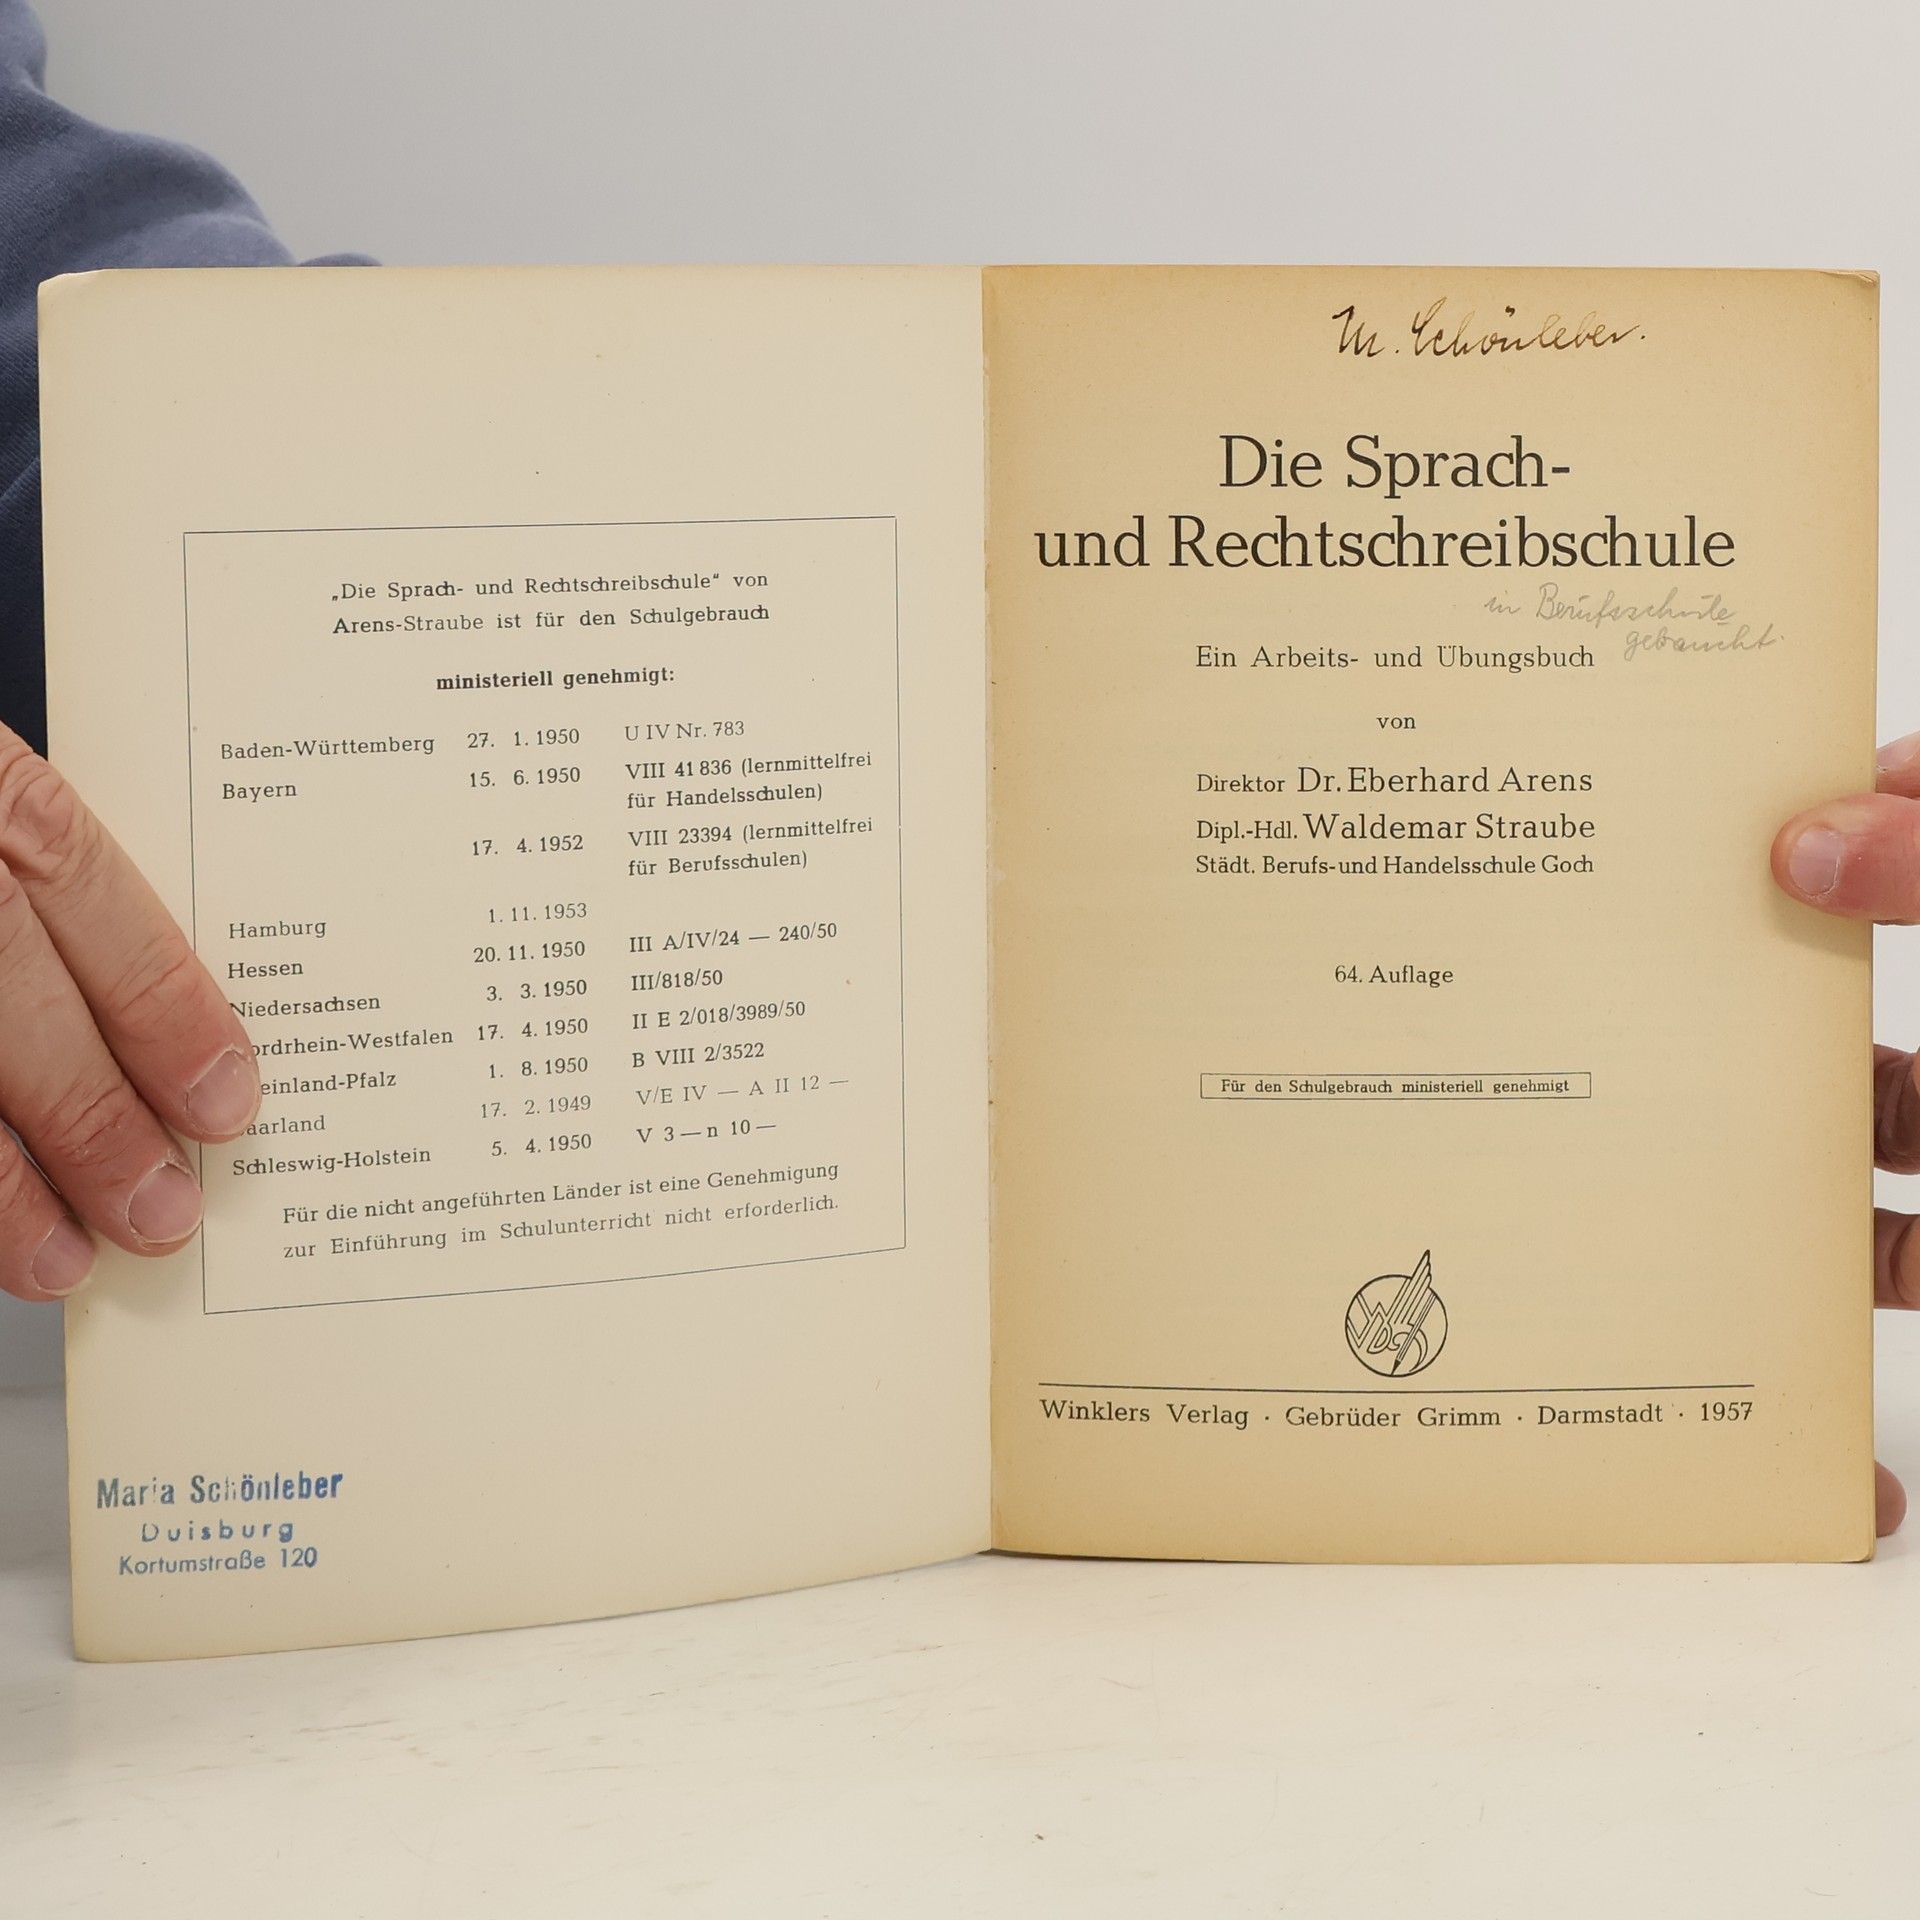 „Die Sprach- und Rechtschreibschule“ von
Arens-Straube ist für den Schulgebrauch
ministeriell genehmigt:
Baden-Württemberg 27. 1. 1950 U IV Nr. 783
Bayern 15. 6. 1950 VIII 41 836 (lernmittelfrei
für Handelsschulen)
17. 4. 1952 VIII 23394 (lernmittelfrei
für Berufsschulen)
Hamburg 1. 11. 1953
Hessen 20. 11. 1950 III A/IV/24 — 240/50
Niedersachsen 3. 3. 1950 III/818/50
ordrhein-Westfalen 17. 4. 1950 II E 2/018/3989/50
einland-Pfalz 1. 8. 1950 B VIII 2/3522
aarland 17. 2. 1949 V/E IV — A II 12 —
Schleswig-Holstein 5. 4. 1950 V 3 — n 10 —
Für die nicht angeführten Länder ist eine Genehmigung
zur Einführung im Schulunterricht nicht erforderlich.
Maria Schönleber
Duisburg
Kortumstraße 120
M. Schönleber.
Die Sprach-
und Rechtschreibschule
in Berufsschule
gebraucht.
Ein Arbeits- und Übungsbuch
von
Direktor Dr. Eberhard Arens
Dipl.-Hdl. Waldemar Straube
Städt. Berufs- und Handelsschule Goch
64. Auflage
Für den Schulgebrauch ministeriell genehmigt
Winklers Verlag · Gebrüder Grimm · Darmstadt · 1957